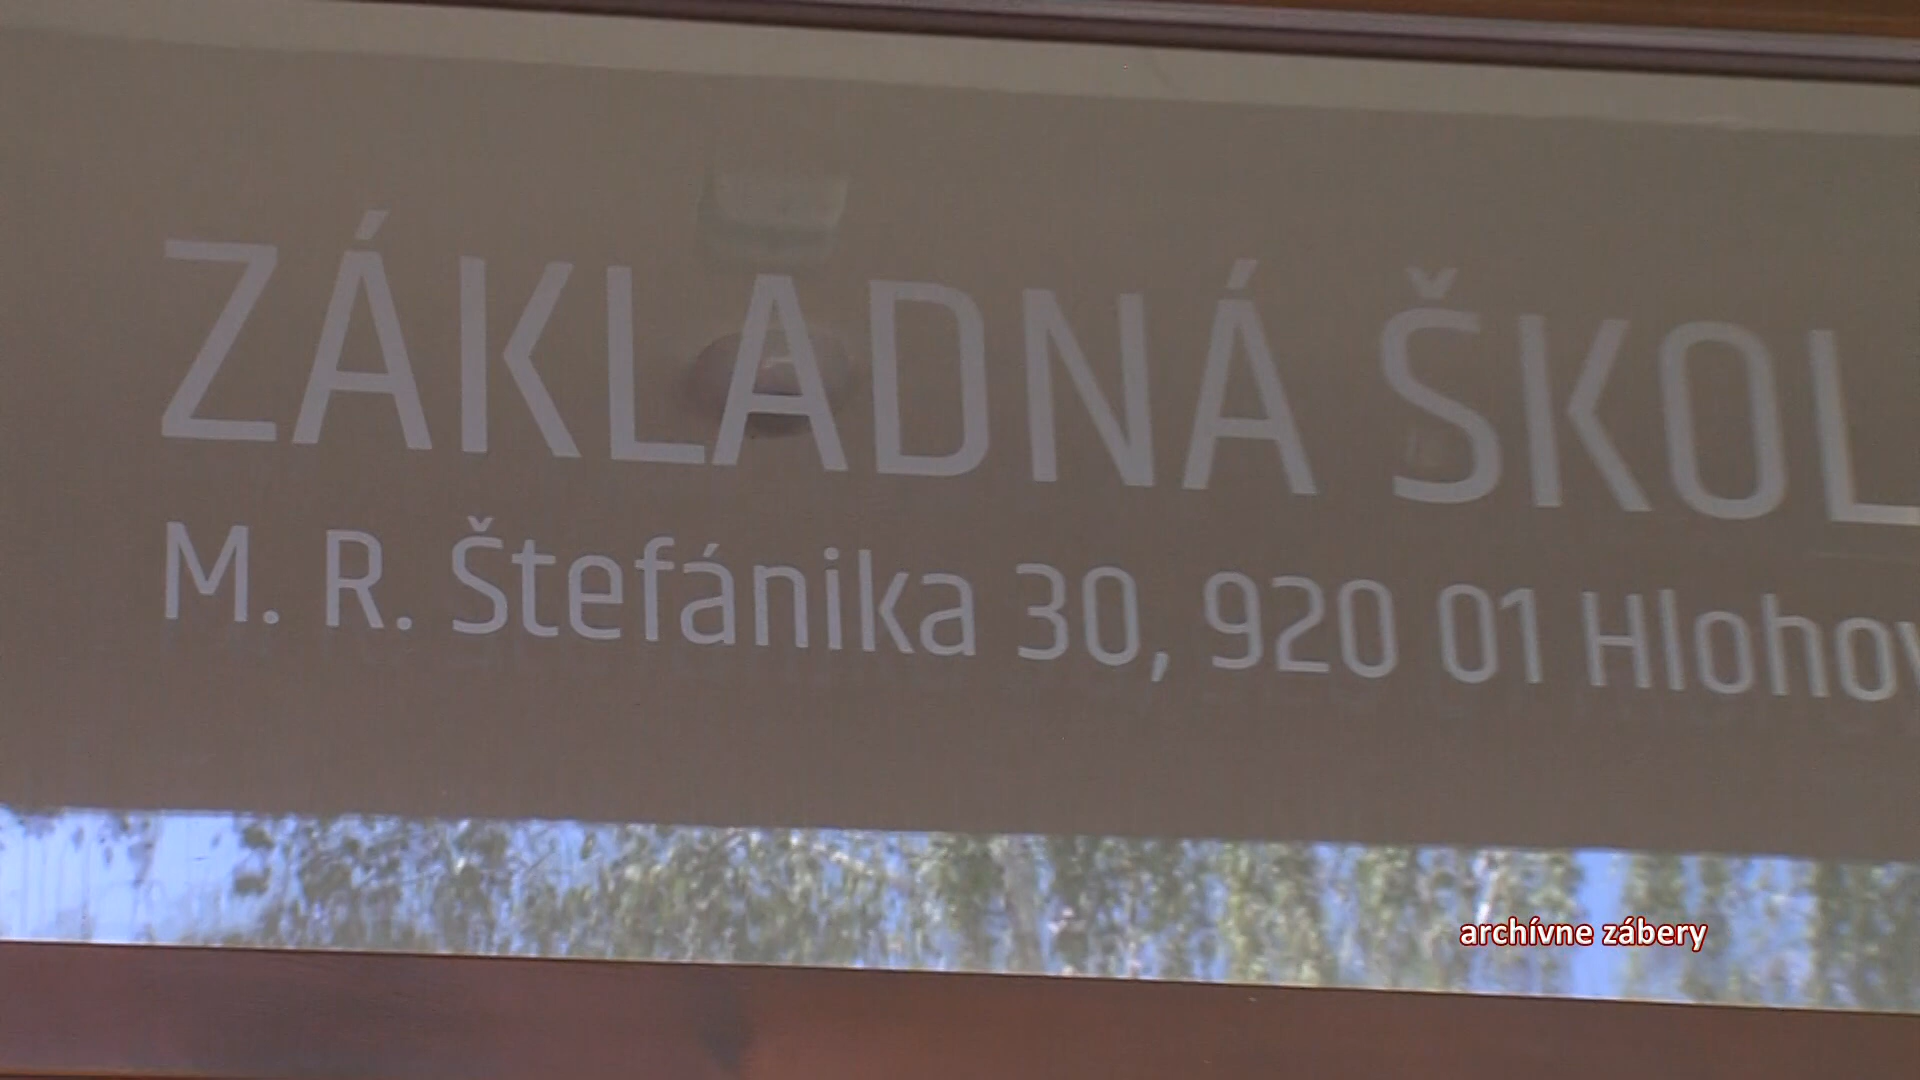 ZÁKLADNÁ ŠKOL
M. R. Štefánika 30, 920 01 Hlohov
archívne zábery